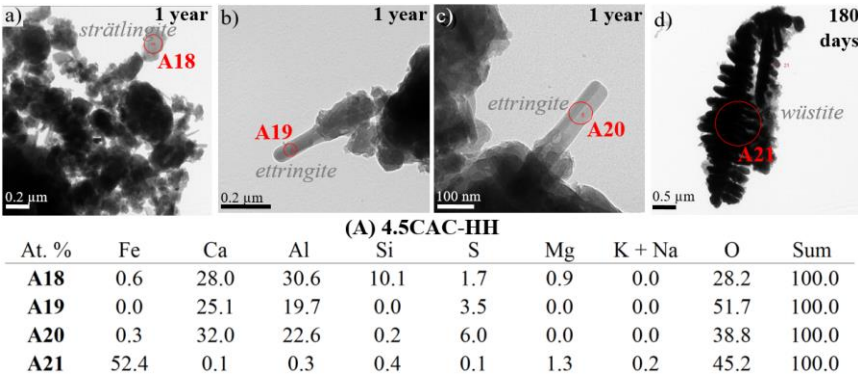 a) 1 year
strätlingite
A18
0.2 µm
b) 1 year
A19
ettringite
0.2 µm
c) 1 year
ettringite
A20
100 nm
d) 180 days
wüstite
A21
0.5 µm
(A) 4.5CAC-HH
At. % Fe Ca Al Si S Mg K + Na O Sum
A18 0.6 28.0 30.6 10.1 1.7 0.9 0.0 28.2 100.0
A19 0.0 25.1 19.7 0.0 3.5 0.0 0.0 51.7 100.0
A20 0.3 32.0 22.6 0.2 6.0 0.0 0.0 38.8 100.0
A21 52.4 0.1 0.3 0.4 0.1 1.3 0.2 45.2 100.0